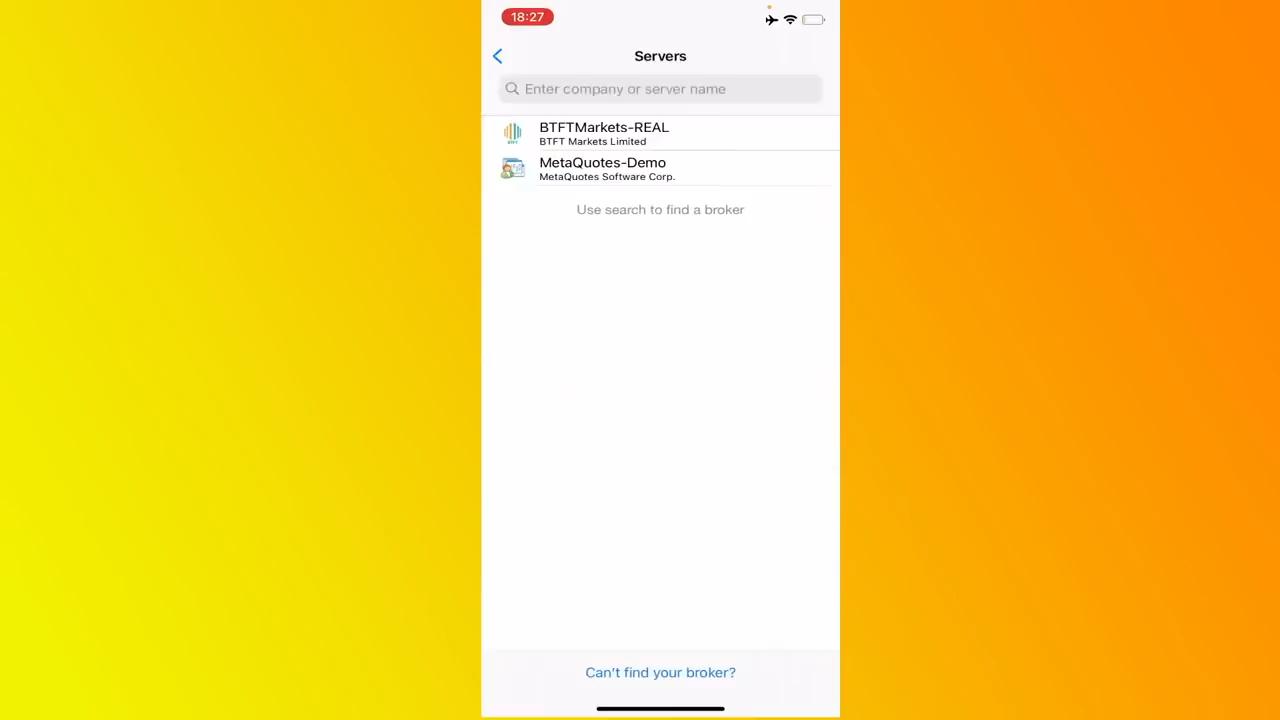 18:27
Servers
Enter company or server name
BTFTMarkets-REAL
BTFT Markets Limited
MetaQuotes-Demo
MetaQuotes Software Corp.
Use search to find a broker
Can't find your broker?